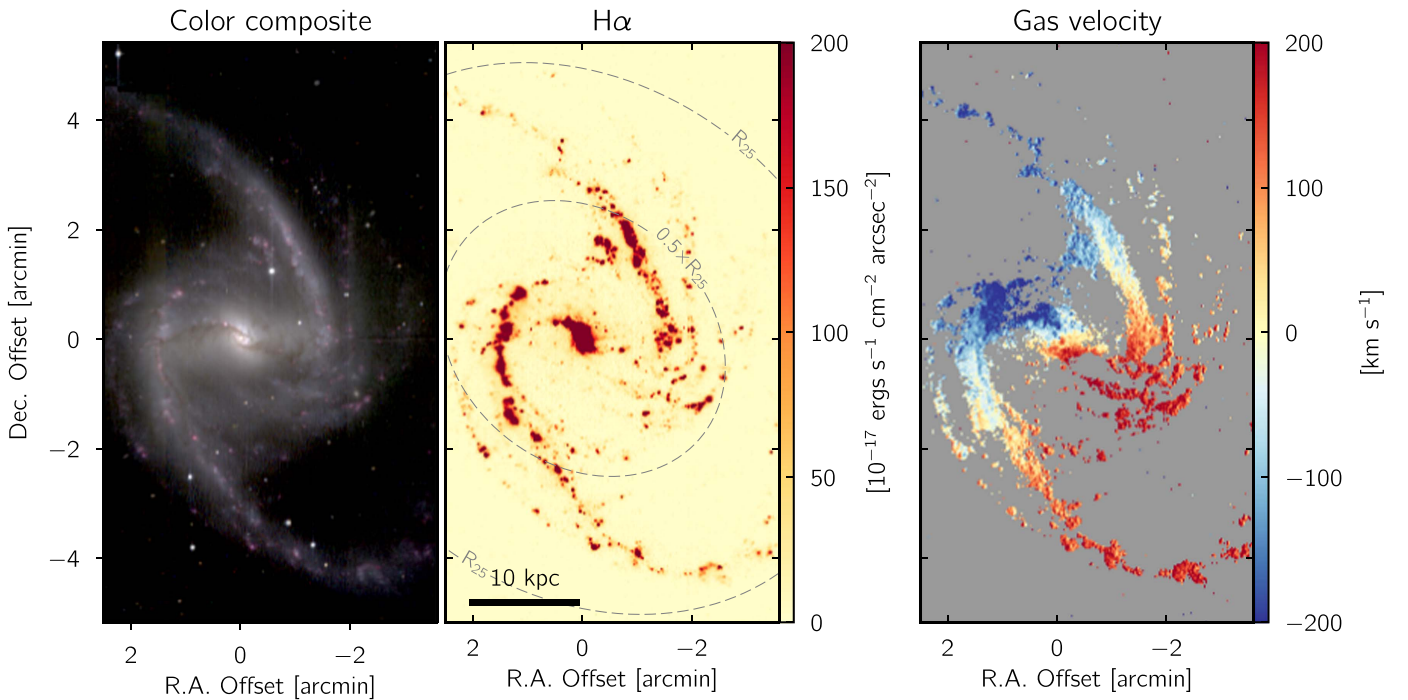 Color composite
Hα
Gas velocity
4
2
0
−2
−4
Dec. Offset [arcmin]
2
0
−2
R.A. Offset [arcmin]
R₂₅
0.5×R₂₅
R₂₅
10 kpc
2
0
−2
R.A. Offset [arcmin]
200
150
100
50
0
[10⁻¹⁷ ergs s⁻¹ cm⁻² arcsec⁻²]
2
0
−2
R.A. Offset [arcmin]
200
100
0
−100
−200
[km s⁻¹]